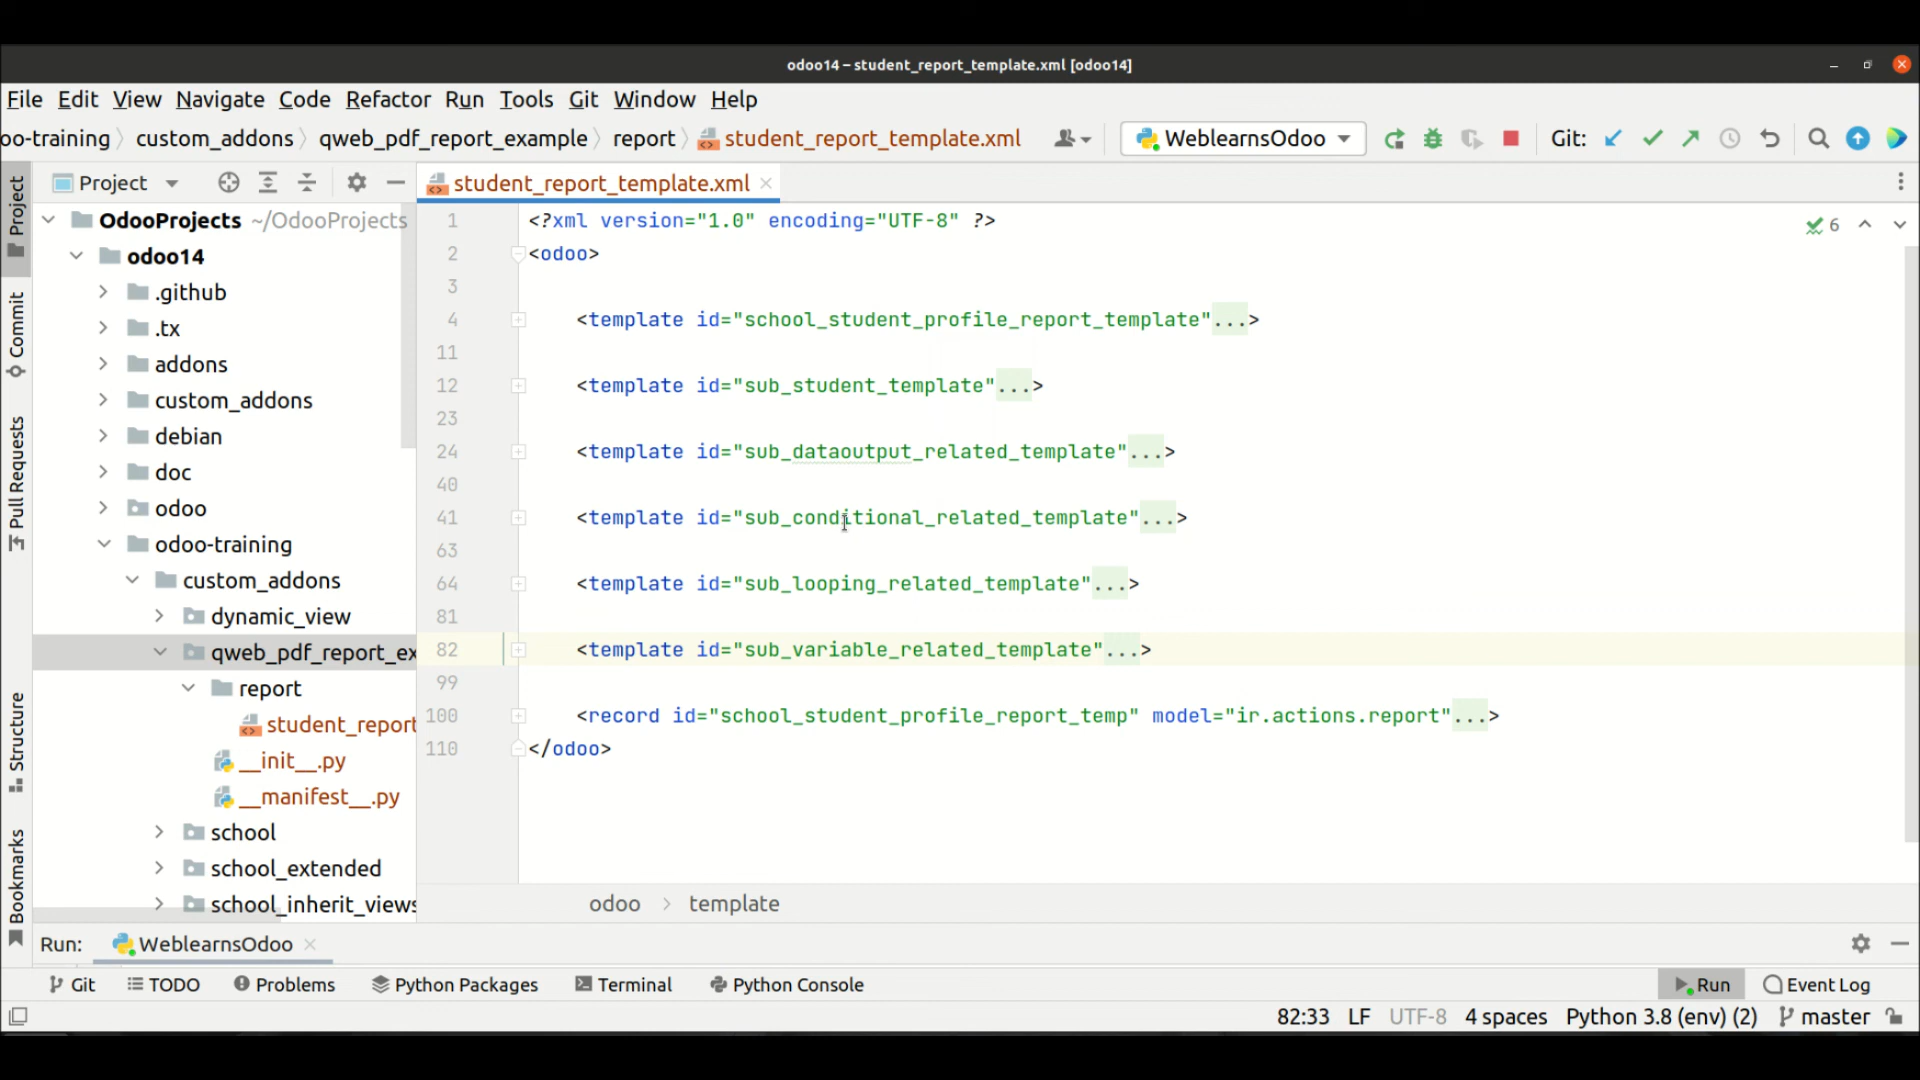 odoo14 – student_report_template.xml [odoo14]
File Edit View Navigate Code Refactor Run Tools Git Window Help
oo-training custom_addons qweb_pdf_report_example report student_report_template.xml WeblearnsOdoo Git:
Project student_report_template.xml
OdooProjects ~/OdooProjects
odoo14
.github
.tx
addons
custom_addons
debian
doc
odoo
odoo-training
custom_addons
dynamic_view
qweb_pdf_report_ex
report
student_report
__init__.py
__manifest__.py
school
school_extended
school_inherit_views
Project
Commit
Pull Requests
Structure
Bookmarks
1 <?xml version="1.0" encoding="UTF-8" ?>
2 <odoo>
3
4 <template id="school_student_profile_report_template"...>
11
12 <template id="sub_student_template"...>
23
24 <template id="sub_dataoutput_related_template"...>
40
41 <template id="sub_conditional_related_template"...>
63
64 <template id="sub_looping_related_template"...>
81
82 <template id="sub_variable_related_template"...>
99
100 <record id="school_student_profile_report_temp" model="ir.actions.report"...>
110 </odoo>
6
odoo template
Run: WeblearnsOdoo
Git TODO Problems Python Packages Terminal Python Console Run Event Log
82:33 LF UTF-8 4 spaces Python 3.8 (env) (2) master